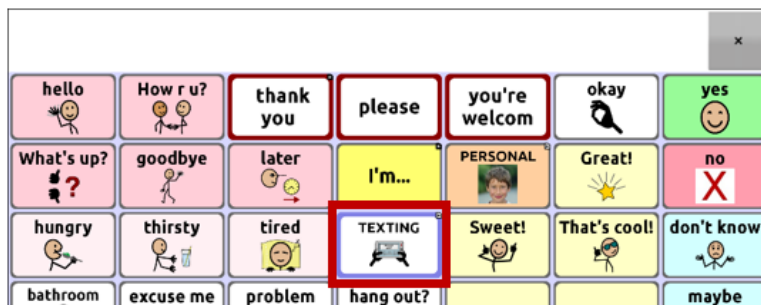 ×
hello
How r u?
thank
you
please
you're
welcom
okay
yes
What's up?
goodbye
later
I'm...
PERSONAL
Great!
no
hungry
thirsty
tired
TEXTING
Sweet!
That's cool!
don't know
bathroom
excuse me
problem
hang out?
maybe